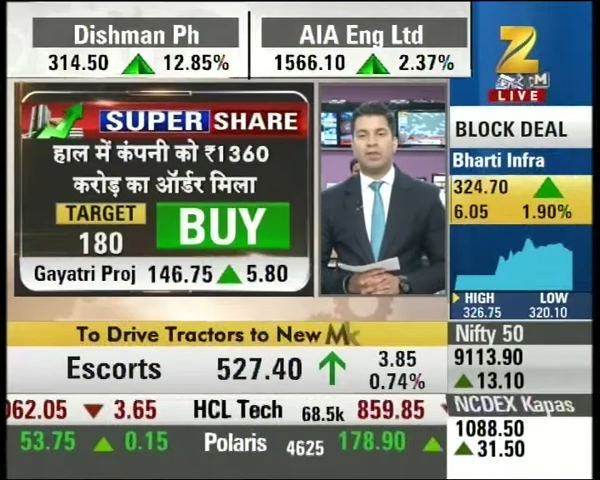 Dishman Ph
314.50 12.85%
AIA Eng Ltd
1566.10 2.37%
LIVE
SUPER SHARE
हाल में कंपनी को ₹1360
करोड़ का ऑर्डर मिला
TARGET
180
BUY
Gayatri Proj 146.75 5.80
BLOCK DEAL
Bharti Infra
324.70
6.05 1.90%
HIGH LOW
326.75 320.10
To Drive Tractors to New
Escorts 527.40 3.85
0.74%
Nifty 50
9113.90
13.10
NCDEX Kapas
1088.50
31.50
062.05 3.65 HCL Tech 68.5k 859.85
53.75 0.15 Polaris 4625 178.90